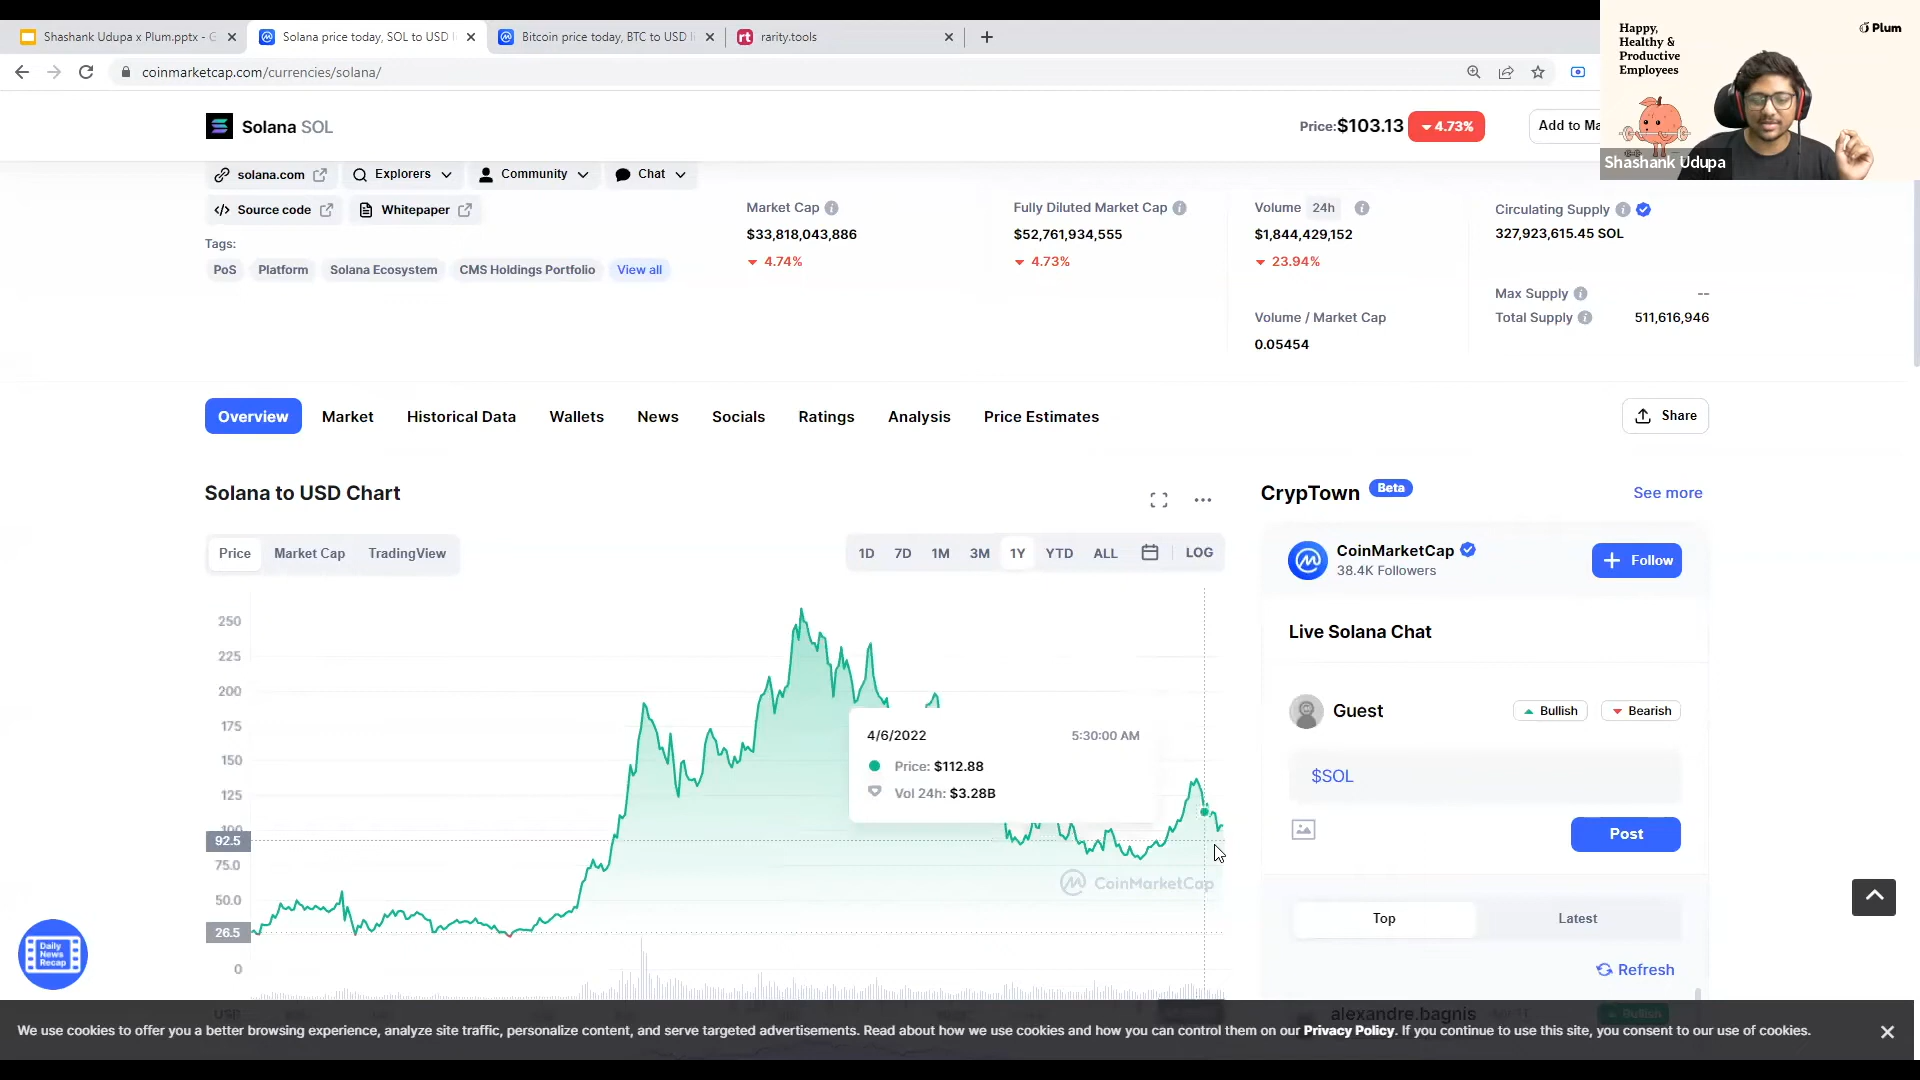 Shashank Udupa x Plum.pptx - G
Solana price today, SOL to USD li
Bitcoin price today, BTC to USD li
rt rarity.tools
coinmarketcap.com/currencies/solana/
Happy,
Healthy &
Productive
Employees
Plum
Shashank Udupa
Solana SOL
Price:$103.13 4.73%
Add to Ma
solana.com Explorers Community Chat
Source code Whitepaper
Tags:
PoS Platform Solana Ecosystem CMS Holdings Portfolio View all
Market Cap
$33,818,043,886
4.74%
Fully Diluted Market Cap
$52,761,934,555
4.73%
Volume 24h
$1,844,429,152
23.94%
Volume / Market Cap
0.05454
Circulating Supply
327,923,615.45 SOL
Max Supply --
Total Supply 511,616,946
Overview Market Historical Data Wallets News Socials Ratings Analysis Price Estimates
Share
Solana to USD Chart
Price Market Cap TradingView
1D 7D 1M 3M 1Y YTD ALL LOG
250
225
200
175
150
125
100
92.5
75.0
50.0
26.5
0
USD
4/6/2022 5:30:00 AM
Price: $112.88
Vol 24h: $3.28B
CoinMarketCap
CrypTown Beta
See more
CoinMarketCap
38.4K Followers
Follow
Live Solana Chat
Guest
Bullish Bearish
$SOL
Post
Top Latest
Refresh
alexandre.bagnis
Bullish
Daily
News
Recap
We use cookies to offer you a better browsing experience, analyze site traffic, personalize content, and serve targeted advertisements. Read about how we use cookies and how you can control them on our Privacy Policy. If you continue to use this site, you consent to our use of cookies.